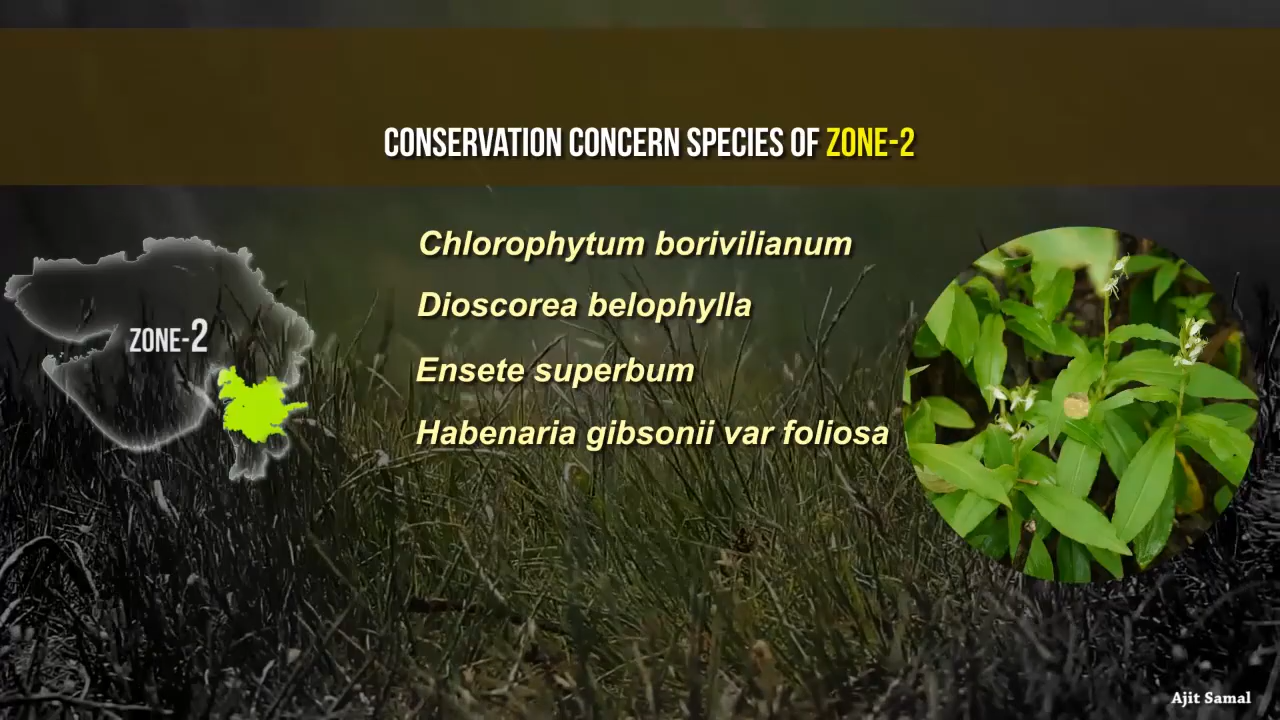 CONSERVATION CONCERN SPECIES OF ZONE-2
Chlorophytum borivilianum
Dioscorea belophylla
ZONE-2
Ensete superbum
Habenaria gibsonii var foliosa
Ajit Samal